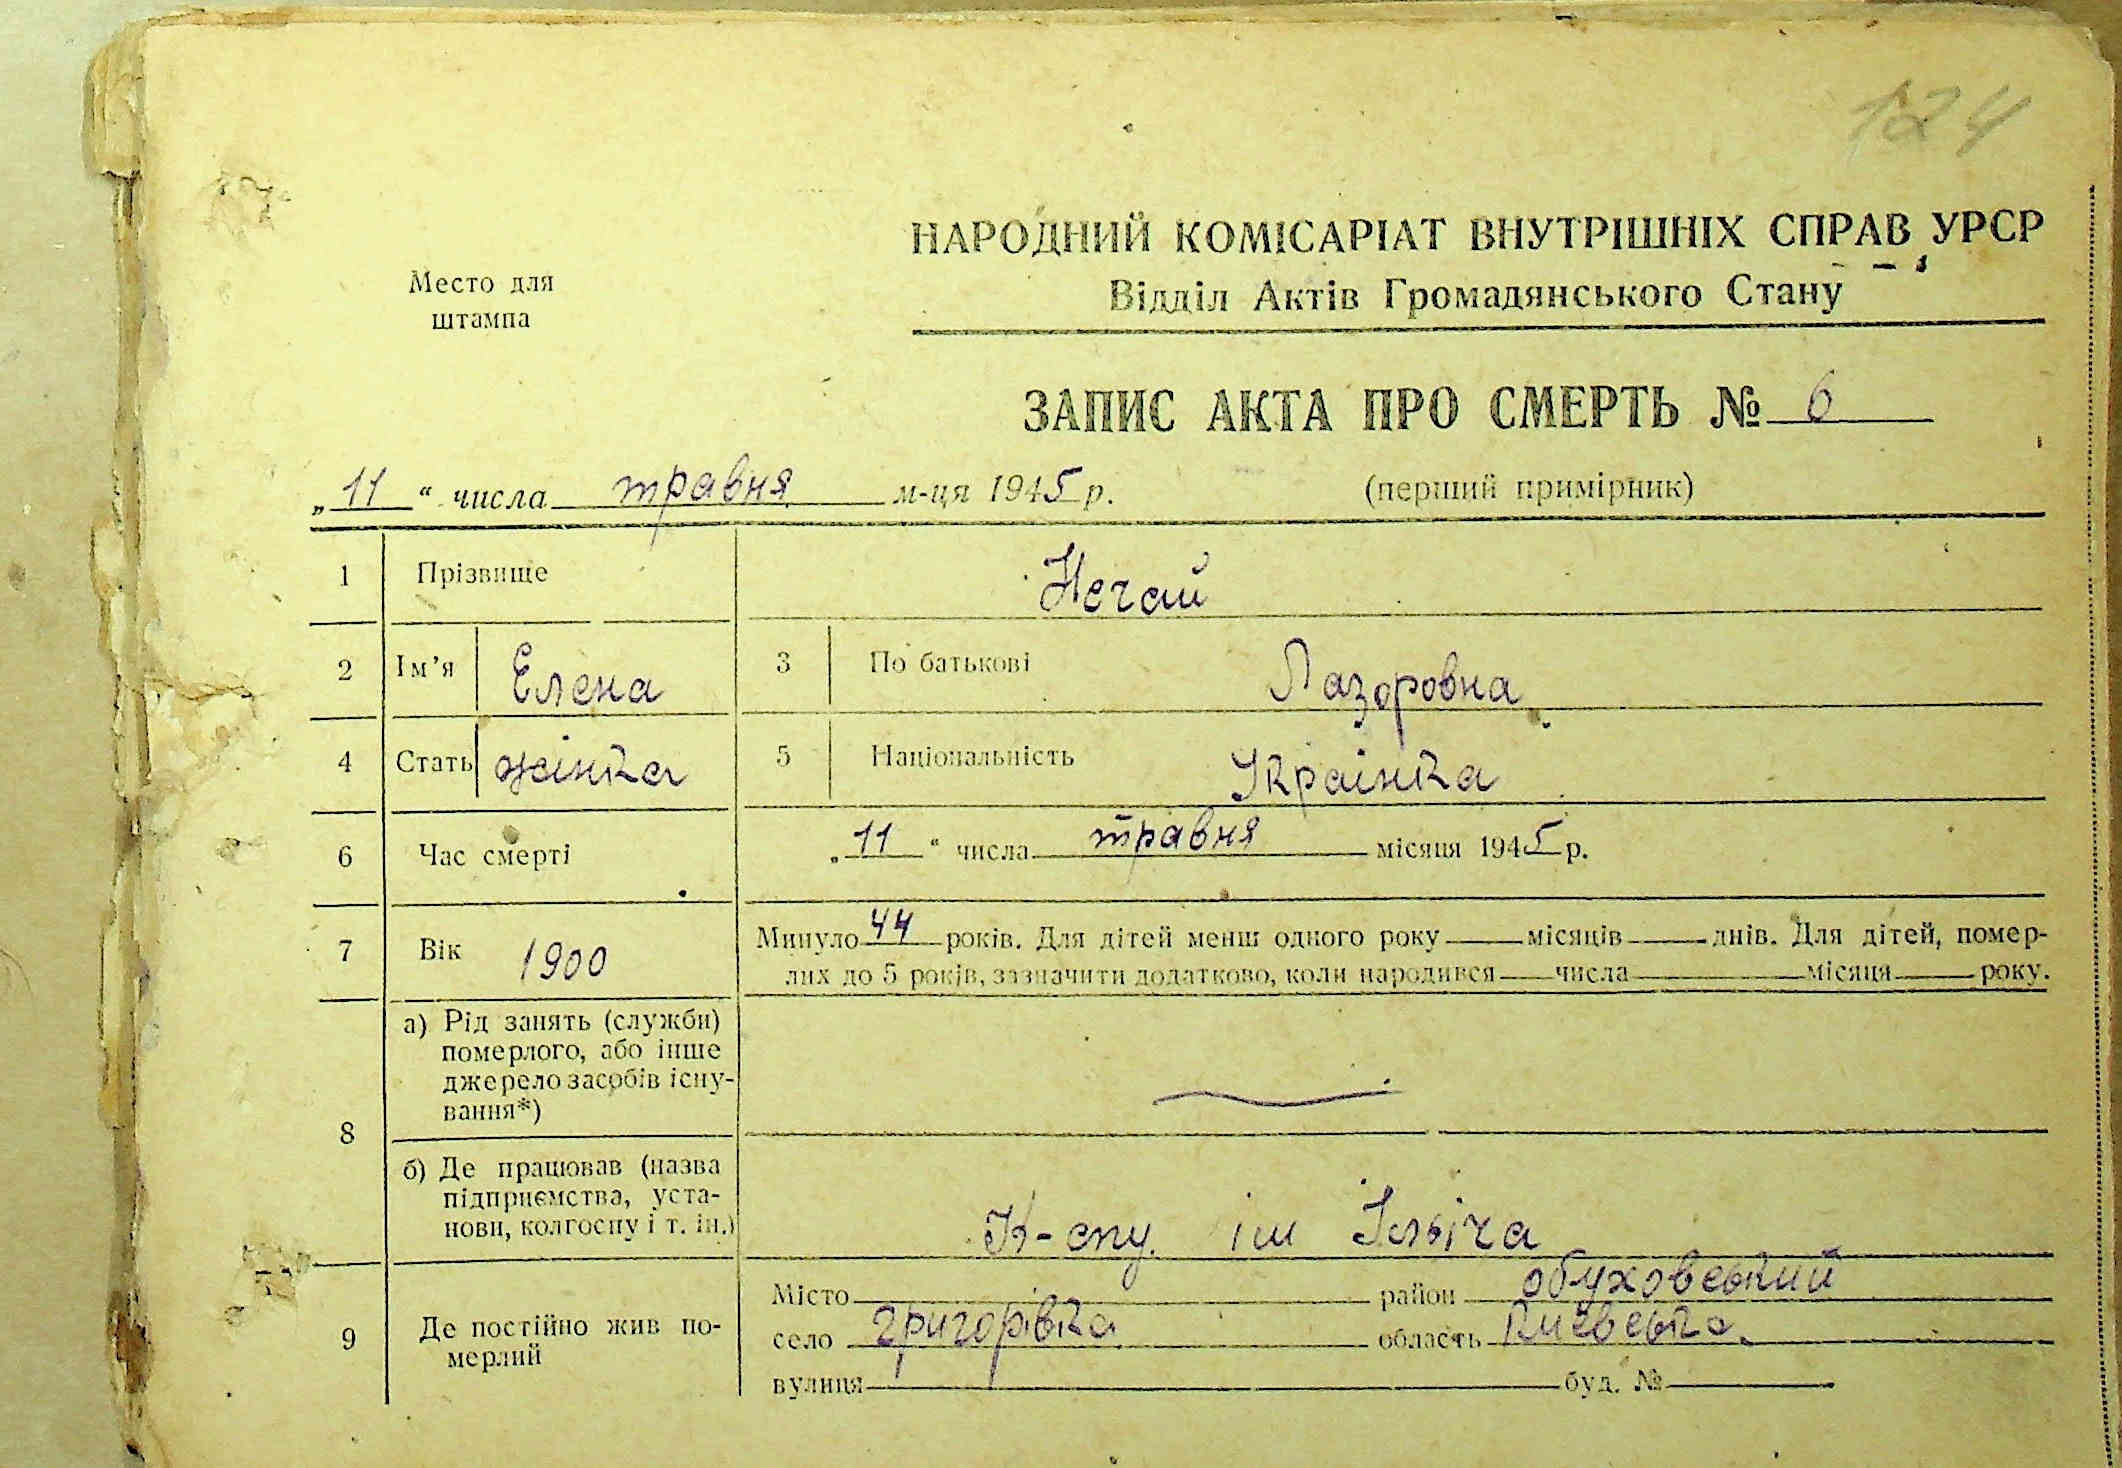 124
НАРОДНИЙ КОМІСАРІАТ ВНУТРІШНІХ СПРАВ УРСР
Відділ Актів Громадянського Стану
Место для
штампа
ЗАПИС АКТА ПРО СМЕРТЬ № 6
„11“ числа травня м-ця 1945 р. (перший примірник)
1 Прізвище Нечай
2 Ім’я Елена 3 По батькові Лазоровна
4 Стать жінка 5 Національність Українка
6 Час смерті „11“ числа травня місяця 1945 р.
7 Вік 1900 Минуло 44 років. Для дітей менш одного року — місяців — днів. Для дітей, помер-
лих до 5 років, зазначити додатково, коли народився — числа — місяця — року.
8 а) Рід занять (служби)
померлого, або інше
джерело засобів існу-
вання*)
б) Де працював (назва
підприємства, уста-
нови, колгоспу і т. ін.)
К-спу. ім Ілліча
9 Де постійно жив по-
мерлий
Місто район обуховський
село григорівка область Киевська
вулиця буд. №